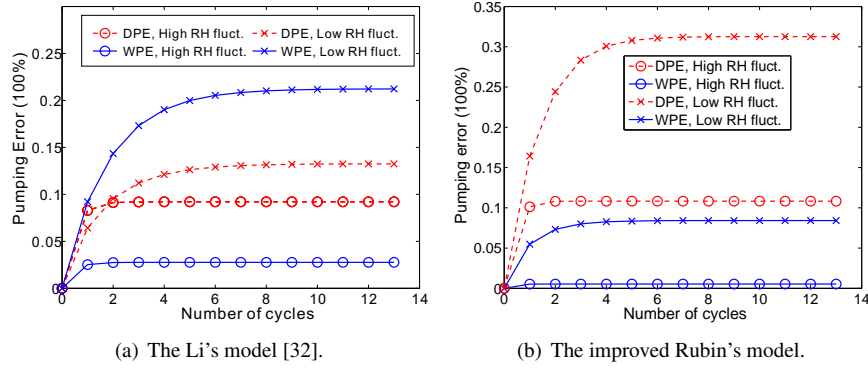 DPE, High RH fluct.
WPE, High RH fluct.
DPE, Low RH fluct.
WPE, Low RH fluct.
Pumping Error (100%)
0.25
0.2
0.15
0.1
0.05
0
0 2 4 6 8 10 12 14
Number of cycles
(a) The Li's model [32].
DPE, High RH fluct.
WPE, High RH fluct.
DPE, Low RH fluct.
WPE, Low RH fluct.
Pumping error (100%)
0.35
0.3
0.25
0.2
0.15
0.1
0.05
0
0 2 4 6 8 10 12 14
Number of cycles
(b) The improved Rubin's model.